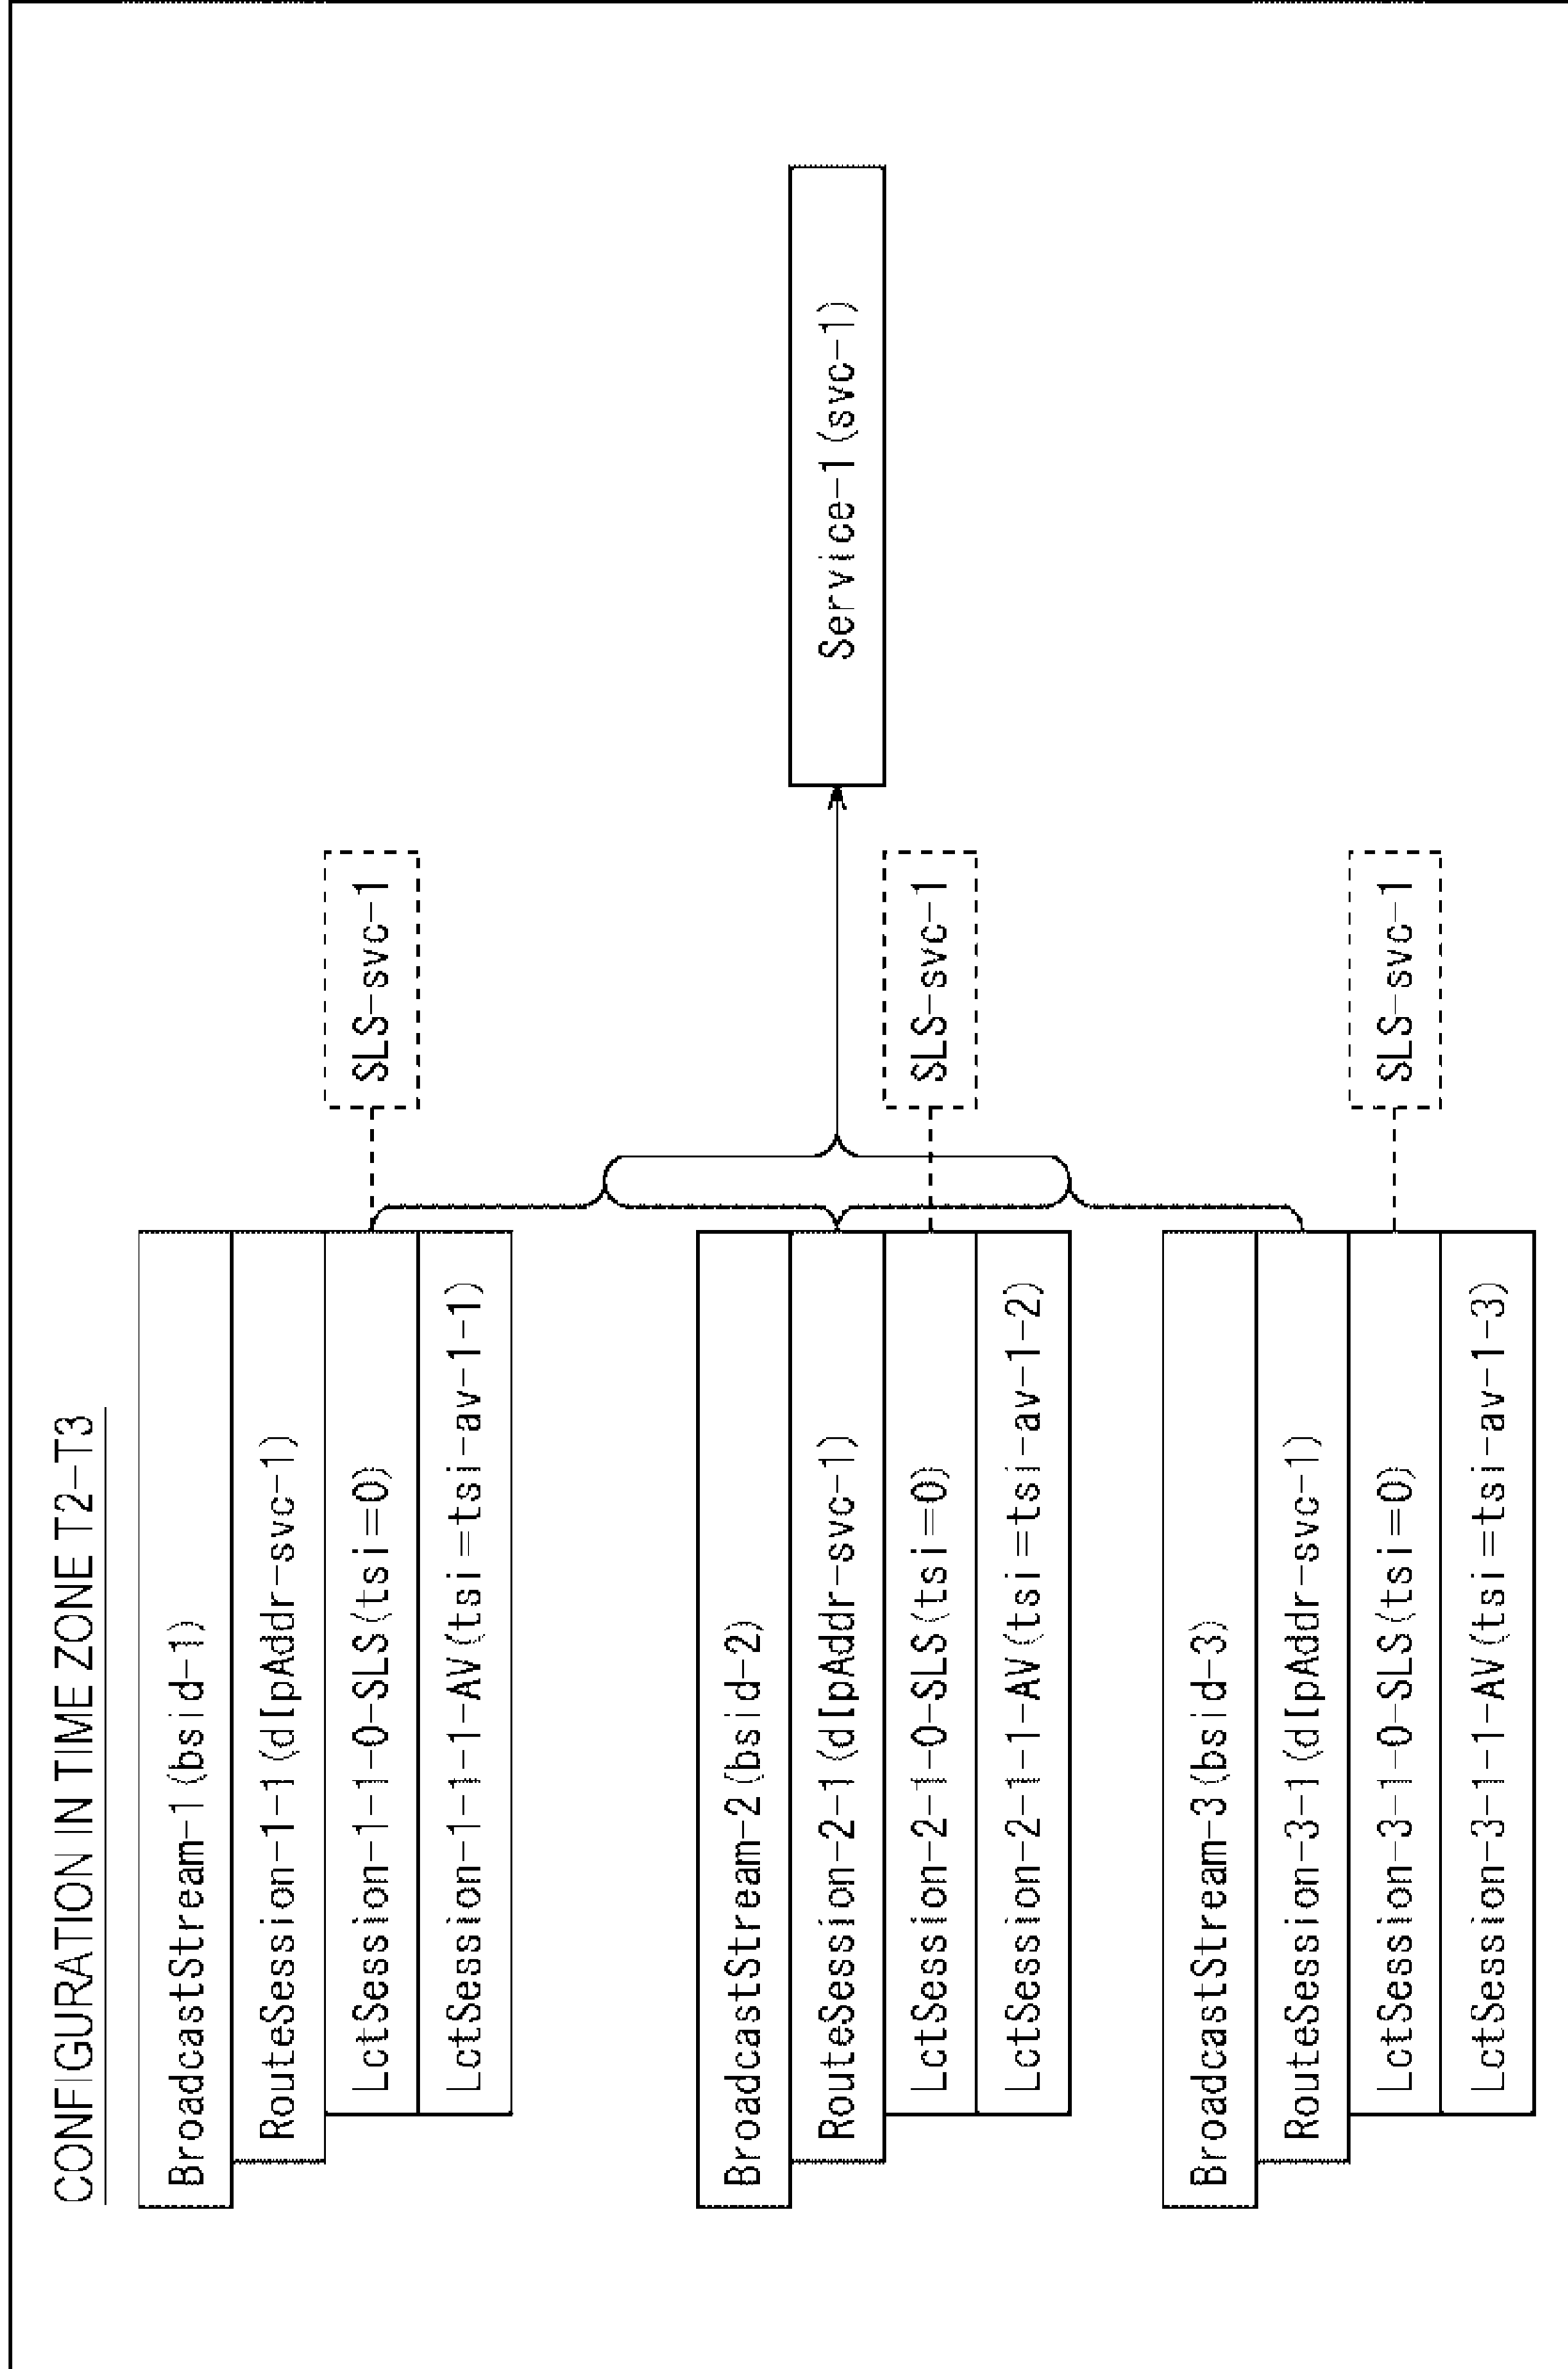 CONFIGURATION IN TIME ZONE T2-T3
BroadcastStream-1(bsid-1)
RouteSession-1-1(dIpAddr-svc-1)
LctSession-1-1-0-SLS(tsi=0)
SLS-svc-1
LctSession-1-1-1-AV(tsi=tsi-av-1-1)
BroadcastStream-2(bsid-2)
RouteSession-2-1(dIpAddr-svc-1)
Service-1(svc-1)
LctSession-2-1-0-SLS(tsi=0)
SLS-svc-1
LctSession-2-1-1-AV(tsi=tsi-av-1-2)
BroadcastStream-3(bsid-3)
RouteSession-3-1(dIpAddr-svc-1)
LctSession-3-1-0-SLS(tsi=0)
SLS-svc-1
LctSession-3-1-1-AV(tsi=tsi-av-1-3)